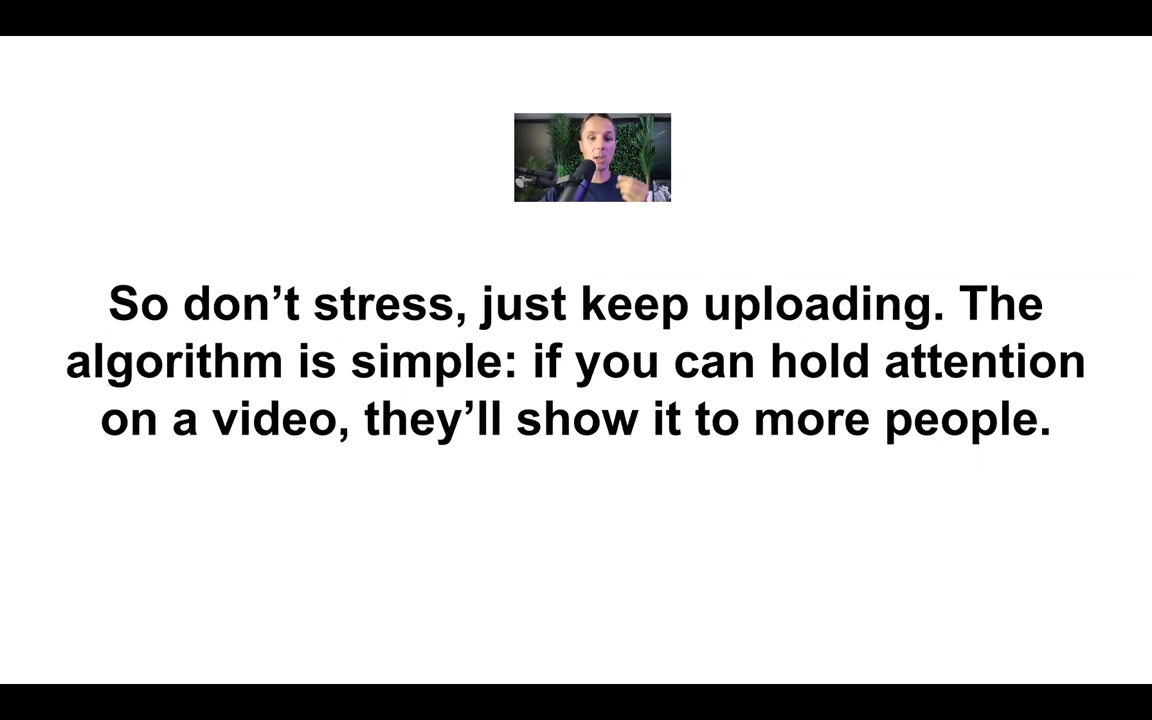 So don’t stress, just keep uploading. The
algorithm is simple: if you can hold attention
on a video, they’ll show it to more people.